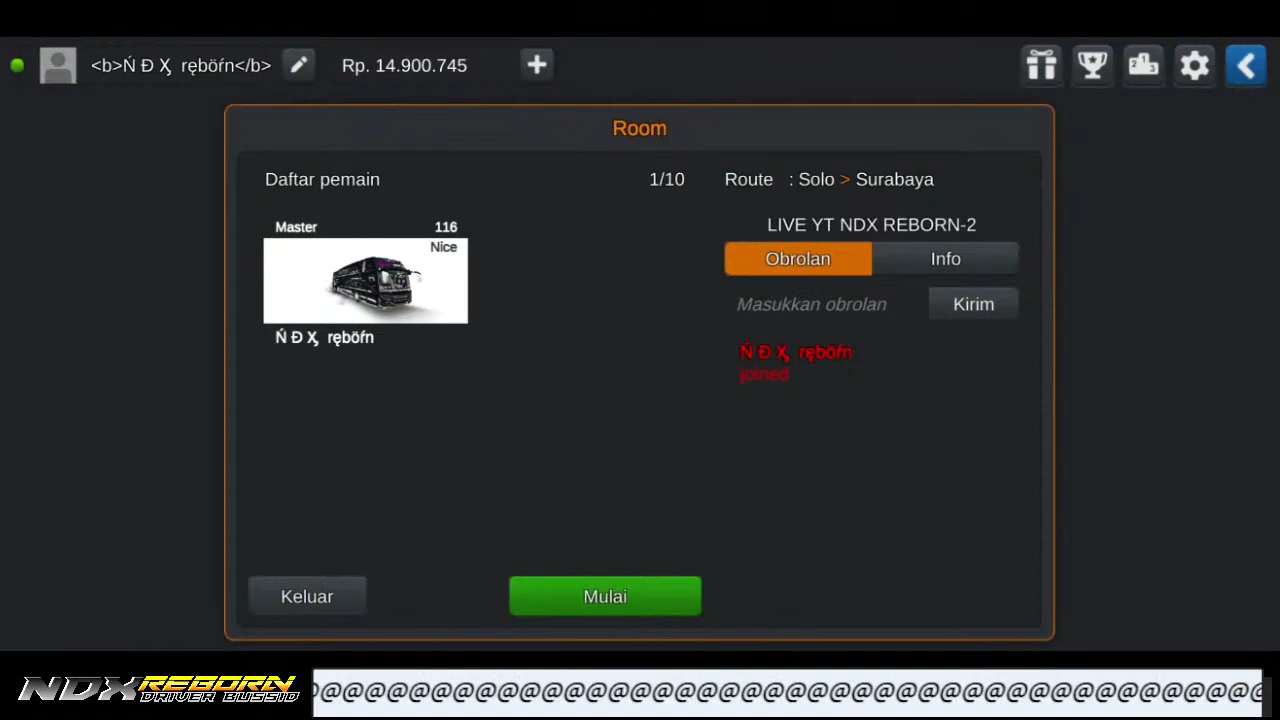 <b>Ń Đ Ҳ ręböŕn</b>
Rp. 14.900.745
Room
Daftar pemain
1/10
Route : Solo > Surabaya
Master
116
Nice
Ń Đ Ҳ ręböŕn
LIVE YT NDX REBORN-2
Obrolan
Info
Masukkan obrolan
Kirim
Ń Đ Ҳ ręböŕn
joined
Keluar
Mulai
NDX REBORN
DRIVER BUSSID
@@@@@@@@@@@@@@@@@@@@@@@@@@@@@@@@@@@@@@@@@@@